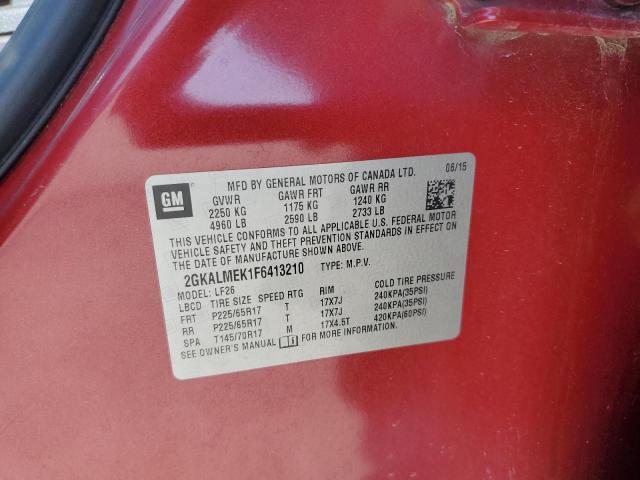 MFD BY GENERAL MOTORS OF CANADA LTD. 06/15
GM
GVWR GAWR FRT GAWR RR
2250 KG 1175 KG 1240 KG
4960 LB 2590 LB 2733 LB
THIS VEHICLE CONFORMS TO ALL APPLICABLE U.S. FEDERAL MOTOR
VEHICLE SAFETY AND THEFT PREVENTION STANDARDS IN EFFECT ON
THE DATE OF MANUFACTURE SHOWN ABOVE.
2GKALMEK1F6413210 TYPE: M.P.V.
MODEL: LF26
LBCD TIRE SIZE SPEED RTG RIM COLD TIRE PRESSURE
FRT P225/65R17 T 17X7J 240KPA(35PSI)
RR P225/65R17 T 17X7J 240KPA(35PSI)
SPA T145/70R17 M 17X4.5T 420KPA(60PSI)
SEE OWNER'S MANUAL FOR MORE INFORMATION.